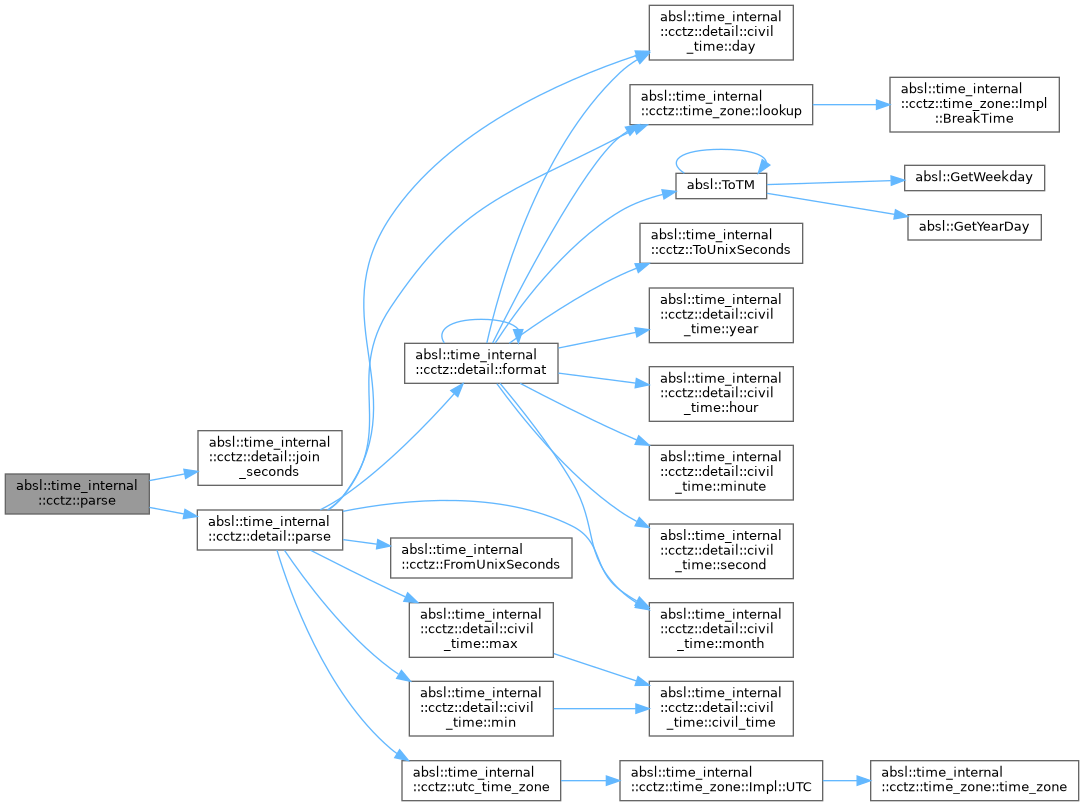 absl::time_internal
::cctz::parse
absl::time_internal
::cctz::detail::join
_seconds
absl::time_internal
::cctz::detail::parse
absl::time_internal
::cctz::detail::format
absl::time_internal
::cctz::FromUnixSeconds
absl::time_internal
::cctz::detail::civil
_time::max
absl::time_internal
::cctz::detail::civil
_time::min
absl::time_internal
::cctz::utc_time_zone
absl::time_internal
::cctz::detail::civil
_time::day
absl::time_internal
::cctz::time_zone::lookup
absl::ToTM
absl::time_internal
::cctz::ToUnixSeconds
absl::time_internal
::cctz::detail::civil
_time::year
absl::time_internal
::cctz::detail::civil
_time::hour
absl::time_internal
::cctz::detail::civil
_time::minute
absl::time_internal
::cctz::detail::civil
_time::second
absl::time_internal
::cctz::detail::civil
_time::month
absl::time_internal
::cctz::detail::civil
_time::civil_time
absl::time_internal
::cctz::time_zone::Impl::UTC
absl::time_internal
::cctz::time_zone::Impl
::BreakTime
absl::GetWeekday
absl::GetYearDay
absl::time_internal
::cctz::time_zone::time_zone